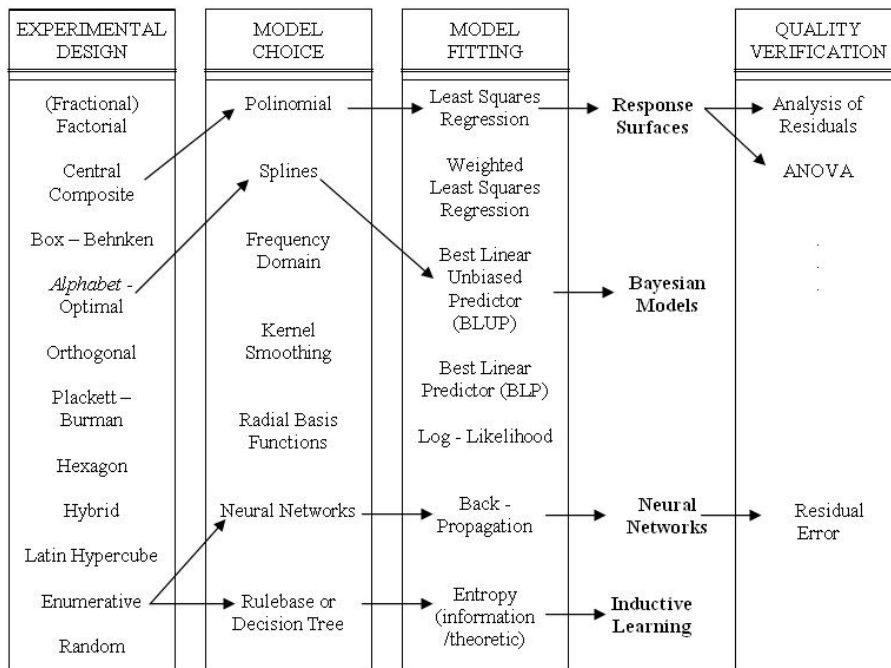 EXPERIMENTAL
DESIGN
(Fractional)
Factorial
Central
Composite
Box – Behnken
Alphabet -
Optimal
Orthogonal
Plackett –
Burman
Hexagon
Hybrid
Latin Hypercube
Enumerative
Random
MODEL
CHOICE
Polinomial
Splines
Frequency
Domain
Kernel
Smoothing
Radial Basis
Functions
Neural Networks
Rulebase or
Decision Tree
MODEL
FITTING
Least Squares
Regression
Weighted
Least Squares
Regression
Best Linear
Unbiased
Predictor
(BLUP)
Best Linear
Predictor (BLP)
Log - Likelihood
Back -
Propagation
Entropy
(information
/theoretic)
Response
Surfaces
Bayesian
Models
Neural
Networks
Inductive
Learning
QUALITY
VERIFICATION
Analysis of
Residuals
ANOVA
.
.
.
Residual
Error